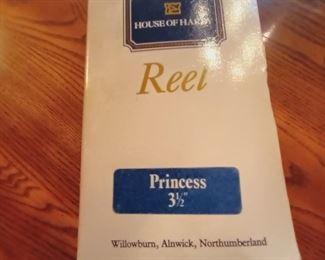 HOUSE OF HARDY
Reel
Princess
3½"
Willowburn, Alnwick, Northumberland